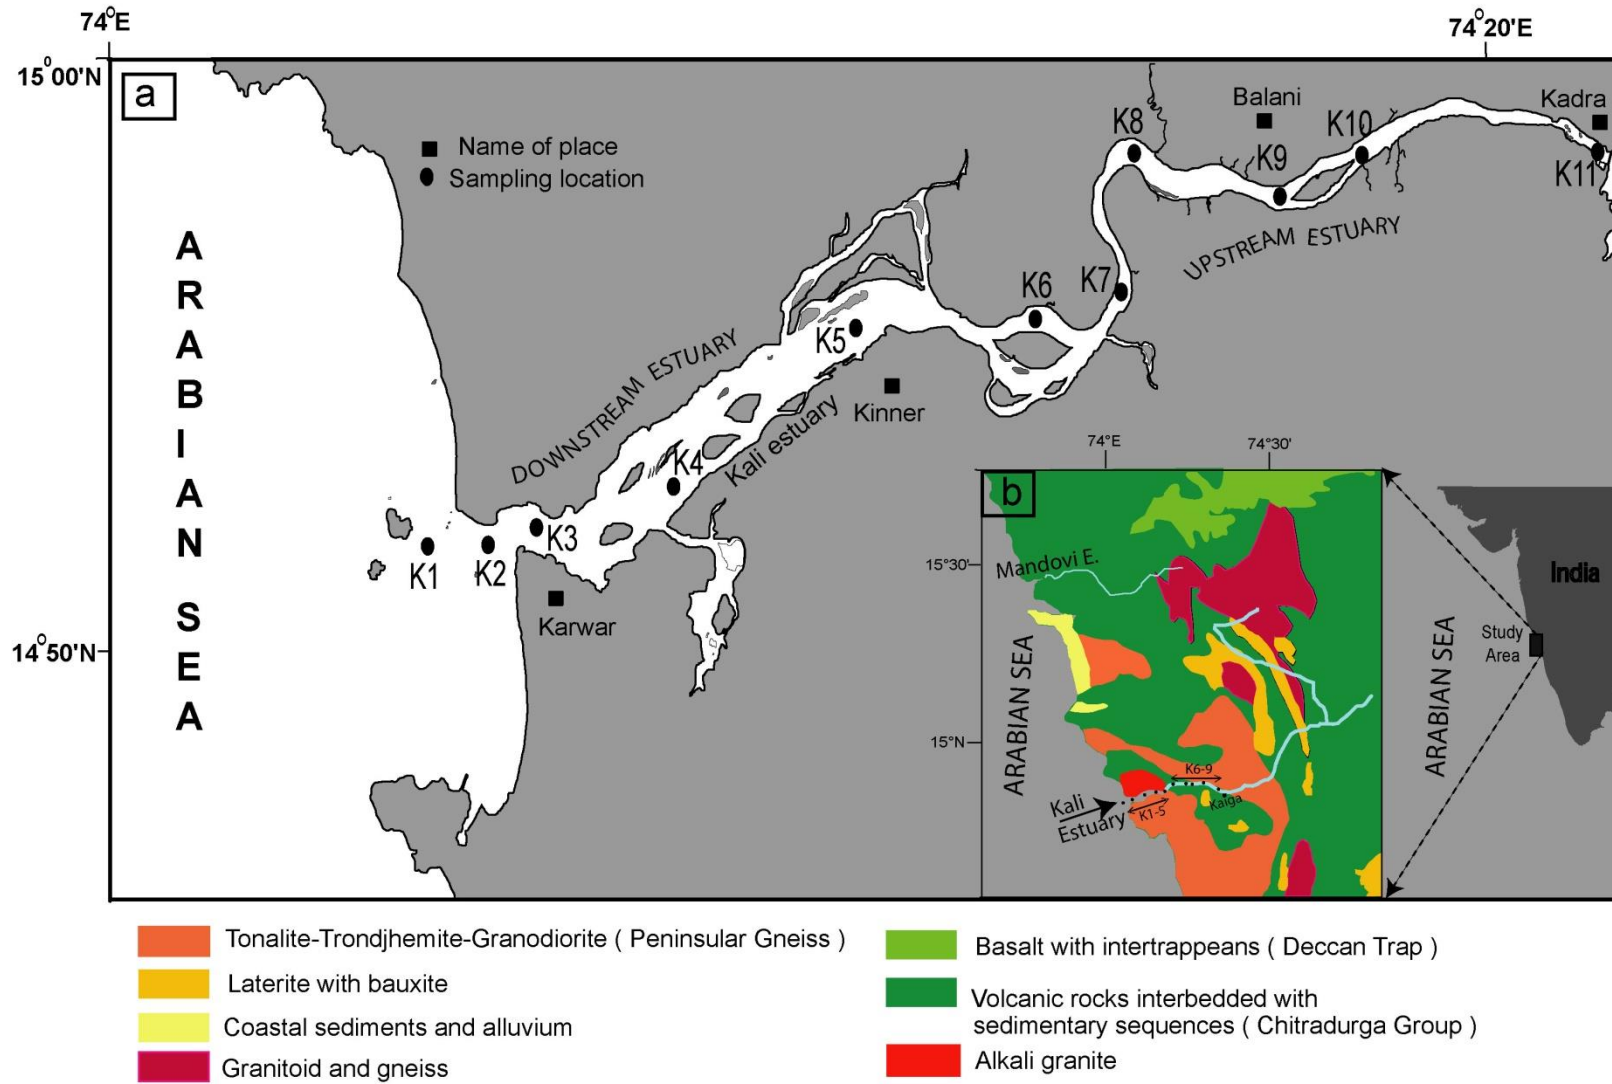 74°E
74°20'E
15°00'N
a
Name of place
Sampling location
ARABIAN SEA
K8
Balani
K10
Kadra
K9
K11
UPSTREAM ESTUARY
K7
K6
K5
DOWNSTREAM ESTUARY
Kinner
Kali estuary
K4
K3
K1
K2
Karwar
14°50'N
74°E
74°30'
b
15°30'
Mandovi E.
ARABIAN SEA
15°N
K6-9
Kaiga
K1-5
Kali
Estuary
India
Study
Area
ARABIAN SEA
Tonalite-Trondjhemite-Granodiorite ( Peninsular Gneiss )
Laterite with bauxite
Coastal sediments and alluvium
Granitoid and gneiss
Basalt with intertrappeans ( Deccan Trap )
Volcanic rocks interbedded with
sedimentary sequences ( Chitradurga Group )
Alkali granite